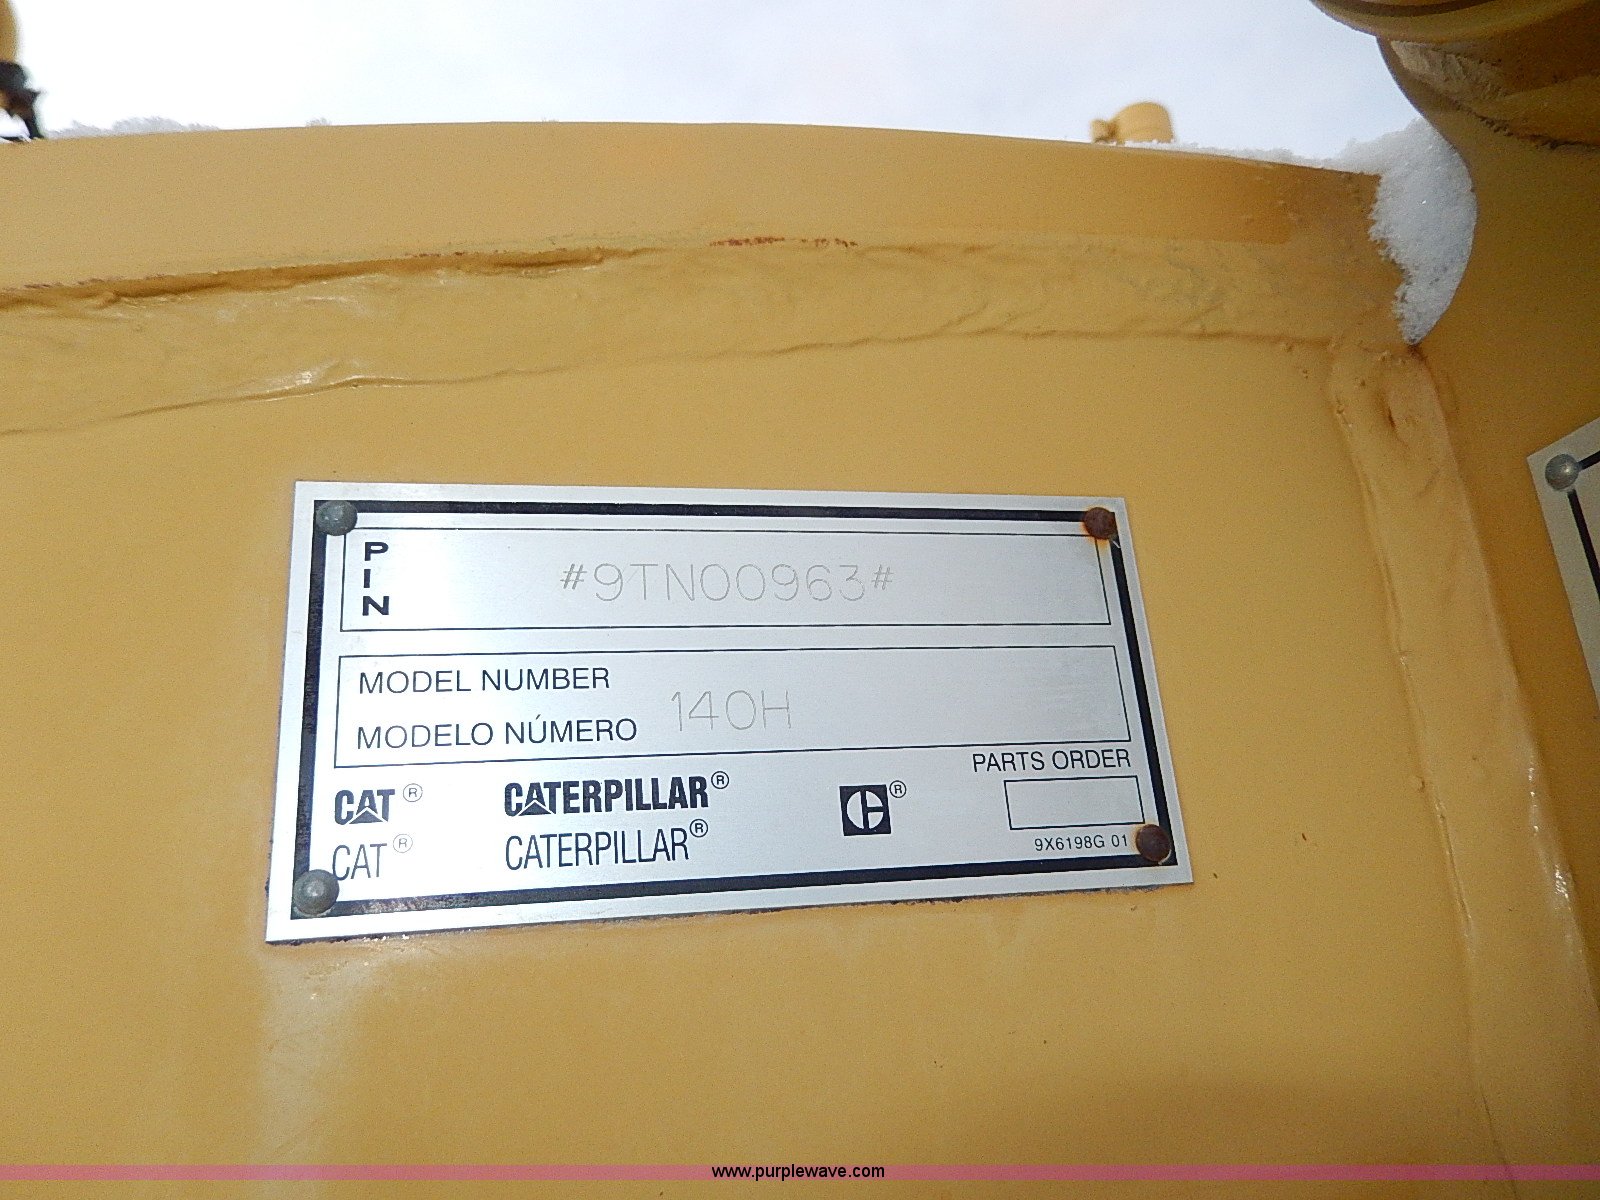 PIN
#9TN00963#
MODEL NUMBER
MODELO NÚMERO
140H
PARTS ORDER
CAT® CATERPILLAR® ®
CAT® CATERPILLAR®
9X6198G 01
www.purplewave.com